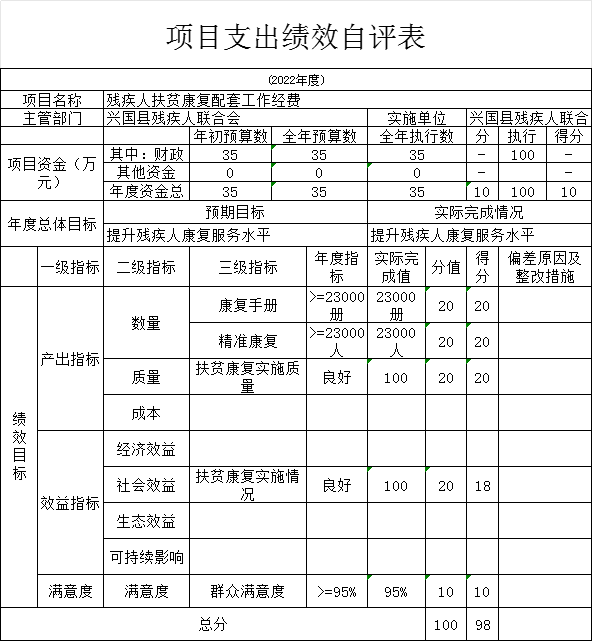 项目支出绩效自评表
(2022年度)
项目名称 残疾人扶贫康复配套工作经费
主管部门 兴国县残疾人联合会 实施单位 兴国县残疾人联合
项目资金（万元） 年初预算数 全年预算数 全年执行数 分 执行 得分
其中：财政 35 35 35 - 100 -
其他资金 0 0 0 - - -
年度资金总 35 35 35 10 100 10
年度总体目标 预期目标 实际完成情况
提升残疾人康复服务水平 提升残疾人康复服务水平
绩效目标 一级指标 二级指标 三级指标 年度指标 实际完成值 分值 得分 偏差原因及整改措施
产出指标 数量 康复手册 >=23000册 23000册 20 20
精准康复 >=23000人 23000人 20 20
质量 扶贫康复实施质量 良好 100 20 20
成本
效益指标 经济效益
社会效益 扶贫康复实施情况 良好 100 20 18
生态效益
可持续影响
满意度 满意度 群众满意度 >=95% 95% 10 10
总分 100 98